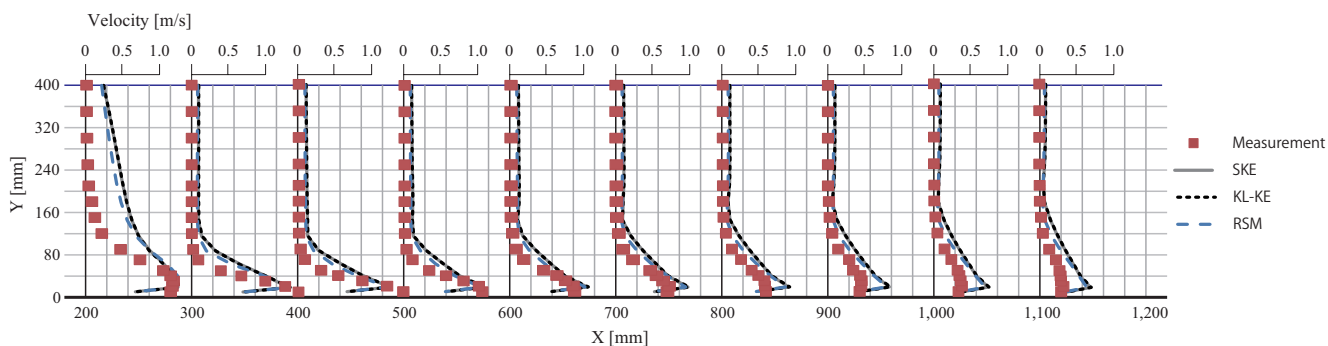 Velocity [m/s]
0 0.5 1.0 0 0.5 1.0 0 0.5 1.0 0 0.5 1.0 0 0.5 1.0 0 0.5 1.0 0 0.5 1.0 0 0.5 1.0 0 0.5 1.0 0 0.5 1.0
400
320
240
160
80
0
Y [mm]
200 300 400 500 600 700 800 900 1,000 1,100 1,200
X [mm]
Measurement
SKE
KL-KE
RSM